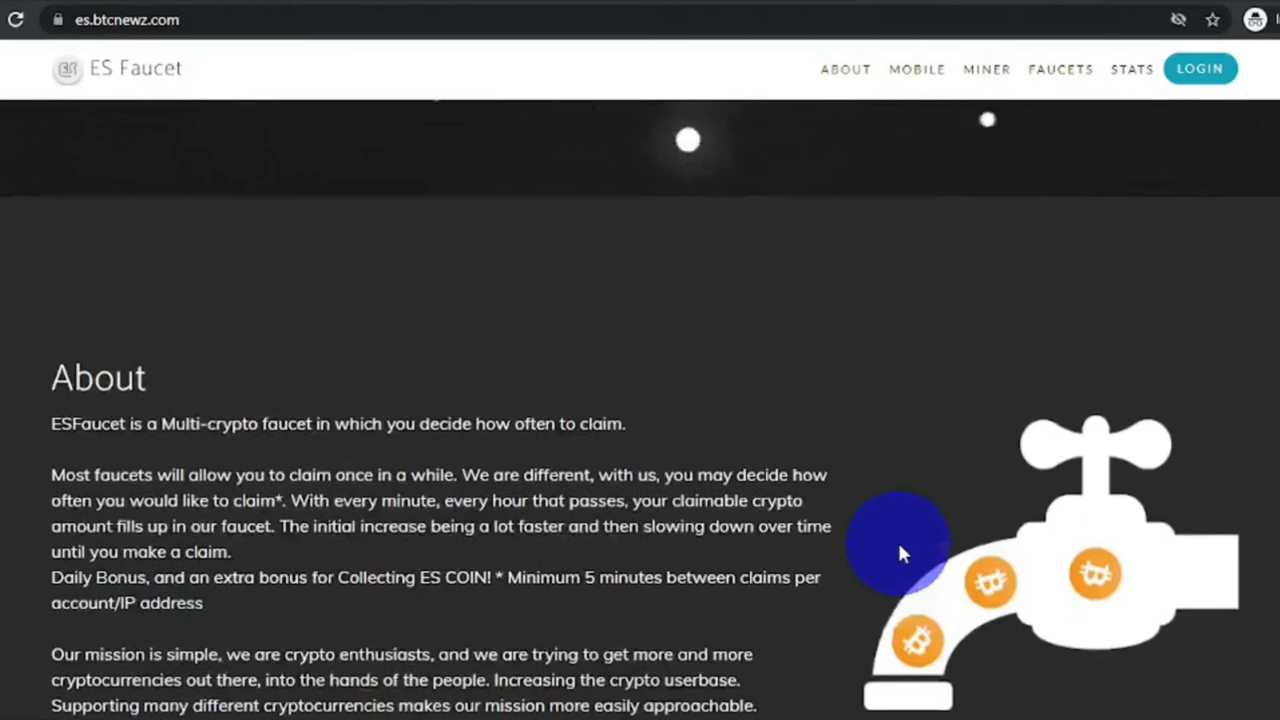 es.btcnewz.com
ES Faucet
ABOUT MOBILE MINER FAUCETS STATS LOGIN
About
ESFaucet is a Multi-crypto faucet in which you decide how often to claim.
Most faucets will allow you to claim once in a while. We are different, with us, you may decide how
often you would like to claim*. With every minute, every hour that passes, your claimable crypto
amount fills up in our faucet. The initial increase being a lot faster and then slowing down over time
until you make a claim.
Daily Bonus, and an extra bonus for Collecting ES COIN! * Minimum 5 minutes between claims per
account/IP address
Our mission is simple, we are crypto enthusiasts, and we are trying to get more and more
cryptocurrencies out there, into the hands of the people. Increasing the crypto userbase.
Supporting many different cryptocurrencies makes our mission more easily approachable.